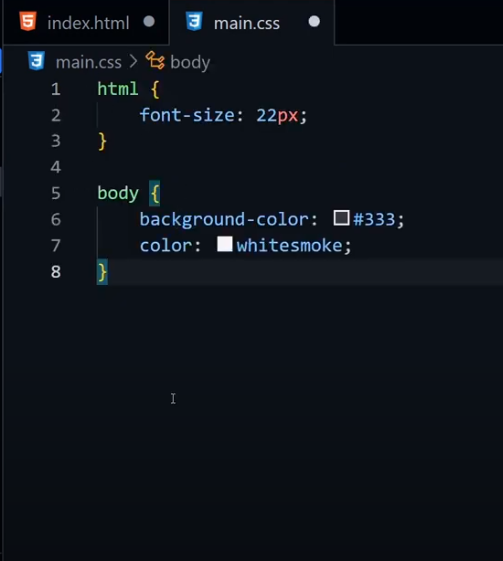 index.html
main.css
main.css > body
1 html {
2     font-size: 22px;
3 }
4
5 body {
6     background-color: #333;
7     color: whitesmoke;
8 }